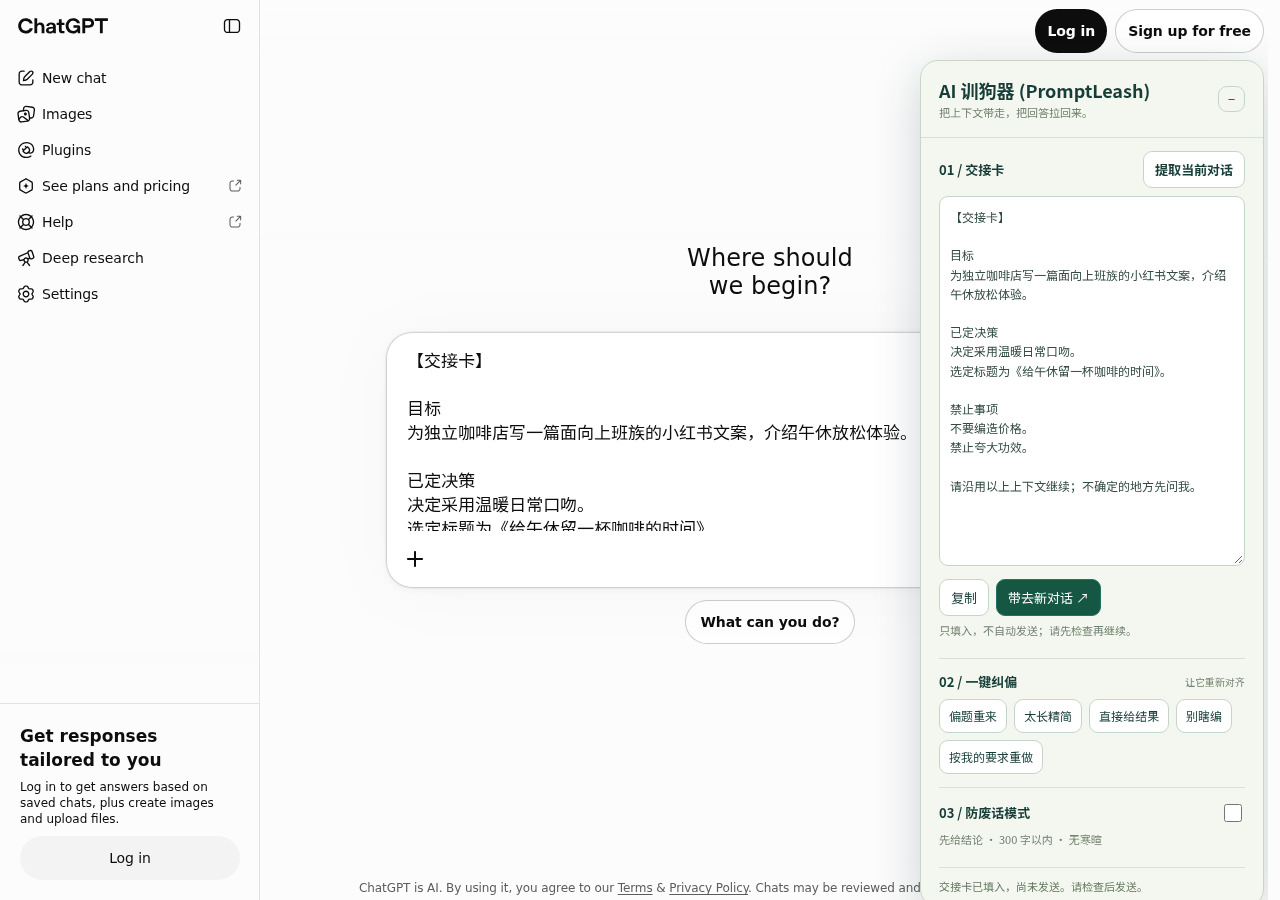 ChatGPT
New chat
Images
Plugins
See plans and pricing
Help
Deep research
Settings
Get responses
tailored to you
Log in to get answers based on
saved chats, plus create images
and upload files.
Log in
Log in
Sign up for free
Where should
we begin?
【交接卡】
目标
为独立咖啡店写一篇面向上班族的小红书文案，介绍午休放松体验。
已定决策
决定采用温暖日常口吻。
选定标题为《给午休留一杯咖啡的时间》
What can you do?
ChatGPT is AI. By using it, you agree to our Terms & Privacy Policy. Chats may be reviewed and
AI 训狗器 (PromptLeash)
把上下文带走，把回答拉回来。
–
01 / 交接卡
提取当前对话
【交接卡】
目标
为独立咖啡店写一篇面向上班族的小红书文案，介绍
午休放松体验。
已定决策
决定采用温暖日常口吻。
选定标题为《给午休留一杯咖啡的时间》。
禁止事项
不要编造价格。
禁止夸大功效。
请沿用以上上下文继续；不确定的地方先问我。
复制
带去新对话 ↗
只填入，不自动发送；请先检查再继续。
02 / 一键纠偏
让它重新对齐
偏题重来
太长精简
直接给结果
别瞎编
按我的要求重做
03 / 防废话模式
先给结论 · 300 字以内 · 无寒暄
交接卡已填入，尚未发送。请检查后发送。